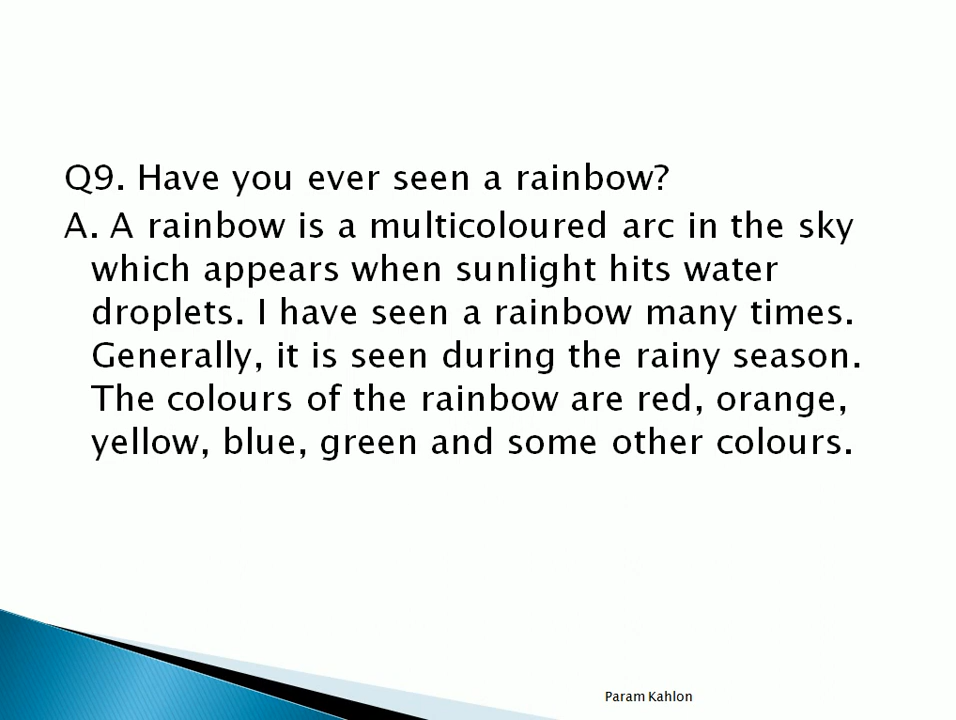 Q9. Have you ever seen a rainbow?
A. A rainbow is a multicoloured arc in the sky
which appears when sunlight hits water
droplets. I have seen a rainbow many times.
Generally, it is seen during the rainy season.
The colours of the rainbow are red, orange,
yellow, blue, green and some other colours.
Param Kahlon